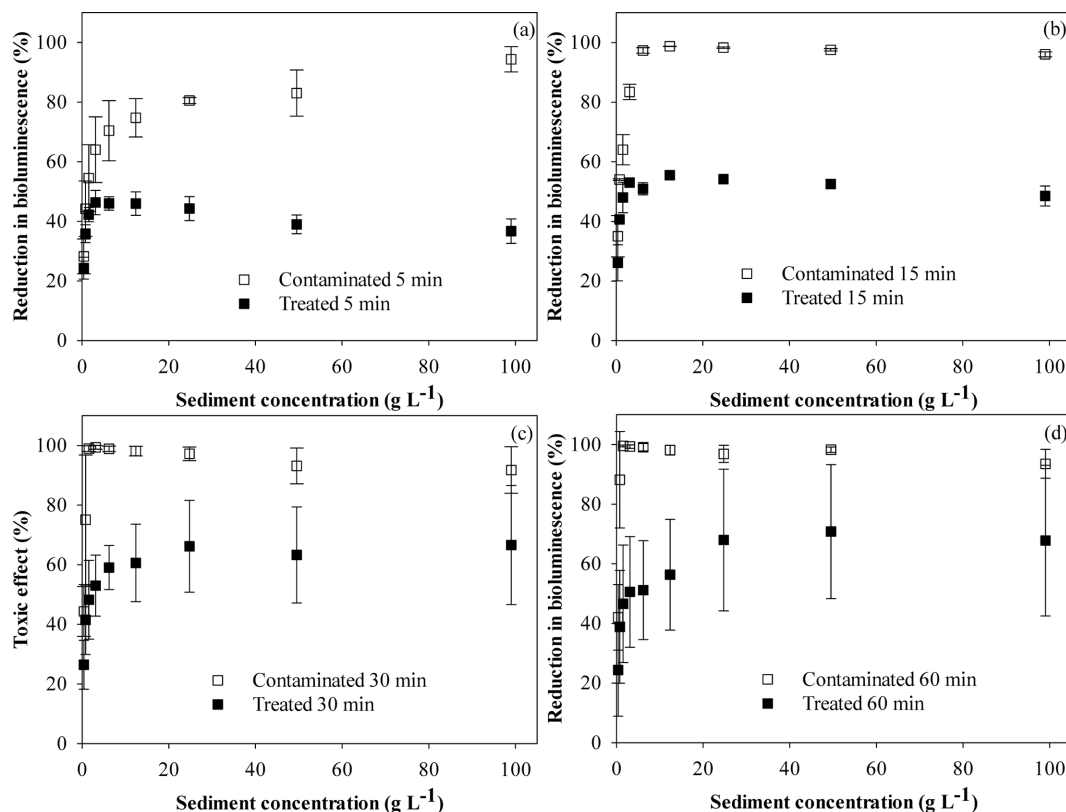 (a)
Reduction in bioluminescence (%)
100
80
60
40
20
0
Contaminated 5 min
Treated 5 min
0 20 40 60 80 100
Sediment concentration (g L⁻¹)
(b)
Reduction in bioluminescence (%)
100
80
60
40
20
0
Contaminated 15 min
Treated 15 min
0 20 40 60 80 100
Sediment concentration (g L⁻¹)
(c)
Toxic effect (%)
100
80
60
40
20
0
Contaminated 30 min
Treated 30 min
0 20 40 60 80 100
Sediment concentration (g L⁻¹)
(d)
Reduction in bioluminescence (%)
100
80
60
40
20
0
Contaminated 60 min
Treated 60 min
0 20 40 60 80 100
Sediment concentration (g L⁻¹)